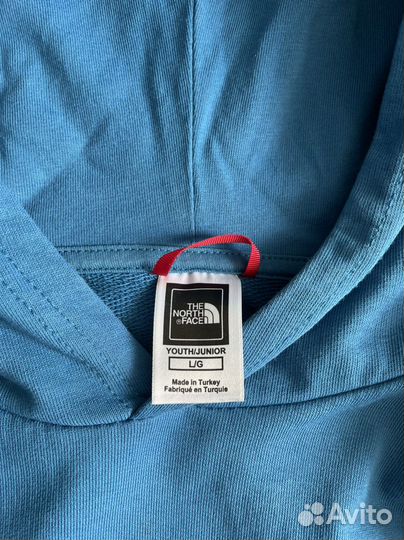 THE
NORTH
®FACE
YOUTH/JUNIOR
L/G
Made in Turkey
Fabriqué en Turquie
Avito